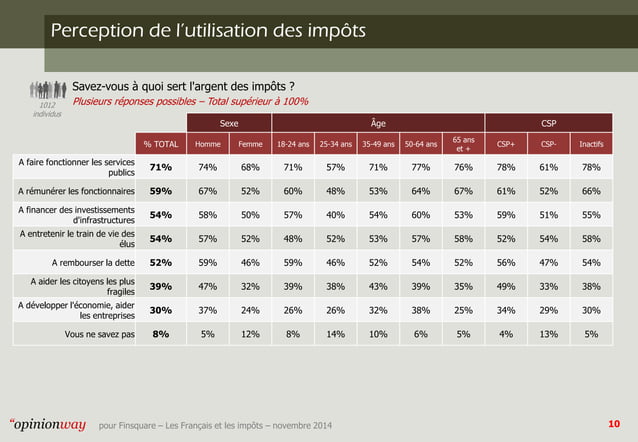 Perception de l’utilisation des impôts
1012
individus
Savez-vous à quoi sert l'argent des impôts ?
Plusieurs réponses possibles – Total supérieur à 100%
Sexe Âge CSP
% TOTAL Homme Femme 18-24 ans 25-34 ans 35-49 ans 50-64 ans 65 ans et + CSP+ CSP- Inactifs
A faire fonctionner les services
publics 71% 74% 68% 71% 57% 71% 77% 76% 78% 61% 78%
A rémunérer les fonctionnaires 59% 67% 52% 60% 48% 53% 64% 67% 61% 52% 66%
A financer des investissements
d'infrastructures 54% 58% 50% 57% 40% 54% 60% 53% 59% 51% 55%
A entretenir le train de vie des
élus 54% 57% 52% 48% 52% 53% 57% 58% 52% 54% 58%
A rembourser la dette 52% 59% 46% 59% 46% 52% 54% 52% 56% 47% 54%
A aider les citoyens les plus
fragiles 39% 47% 32% 39% 38% 43% 39% 35% 49% 33% 38%
A développer l'économie, aider
les entreprises 30% 37% 24% 26% 26% 32% 38% 25% 34% 29% 30%
Vous ne savez pas 8% 5% 12% 8% 14% 10% 6% 5% 4% 13% 5%
“opinionway pour Finsquare – Les Français et les impôts – novembre 2014 10